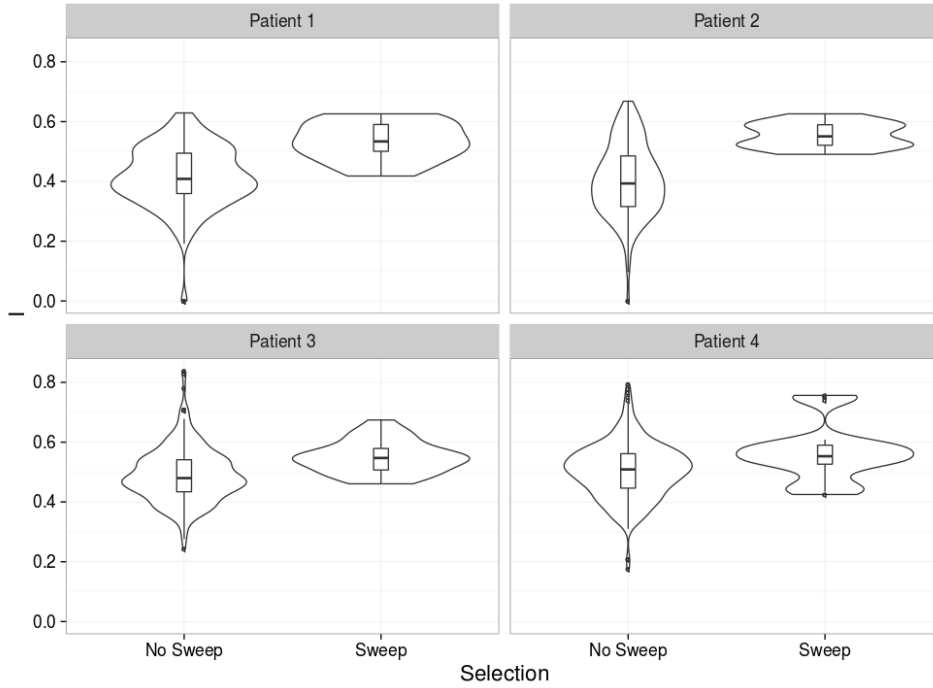 Patient 1
Patient 2
0.8
0.6
0.4
0.2
0.0
I
Patient 3
Patient 4
0.8
0.6
0.4
0.2
0.0
No Sweep
Sweep
No Sweep
Sweep
Selection